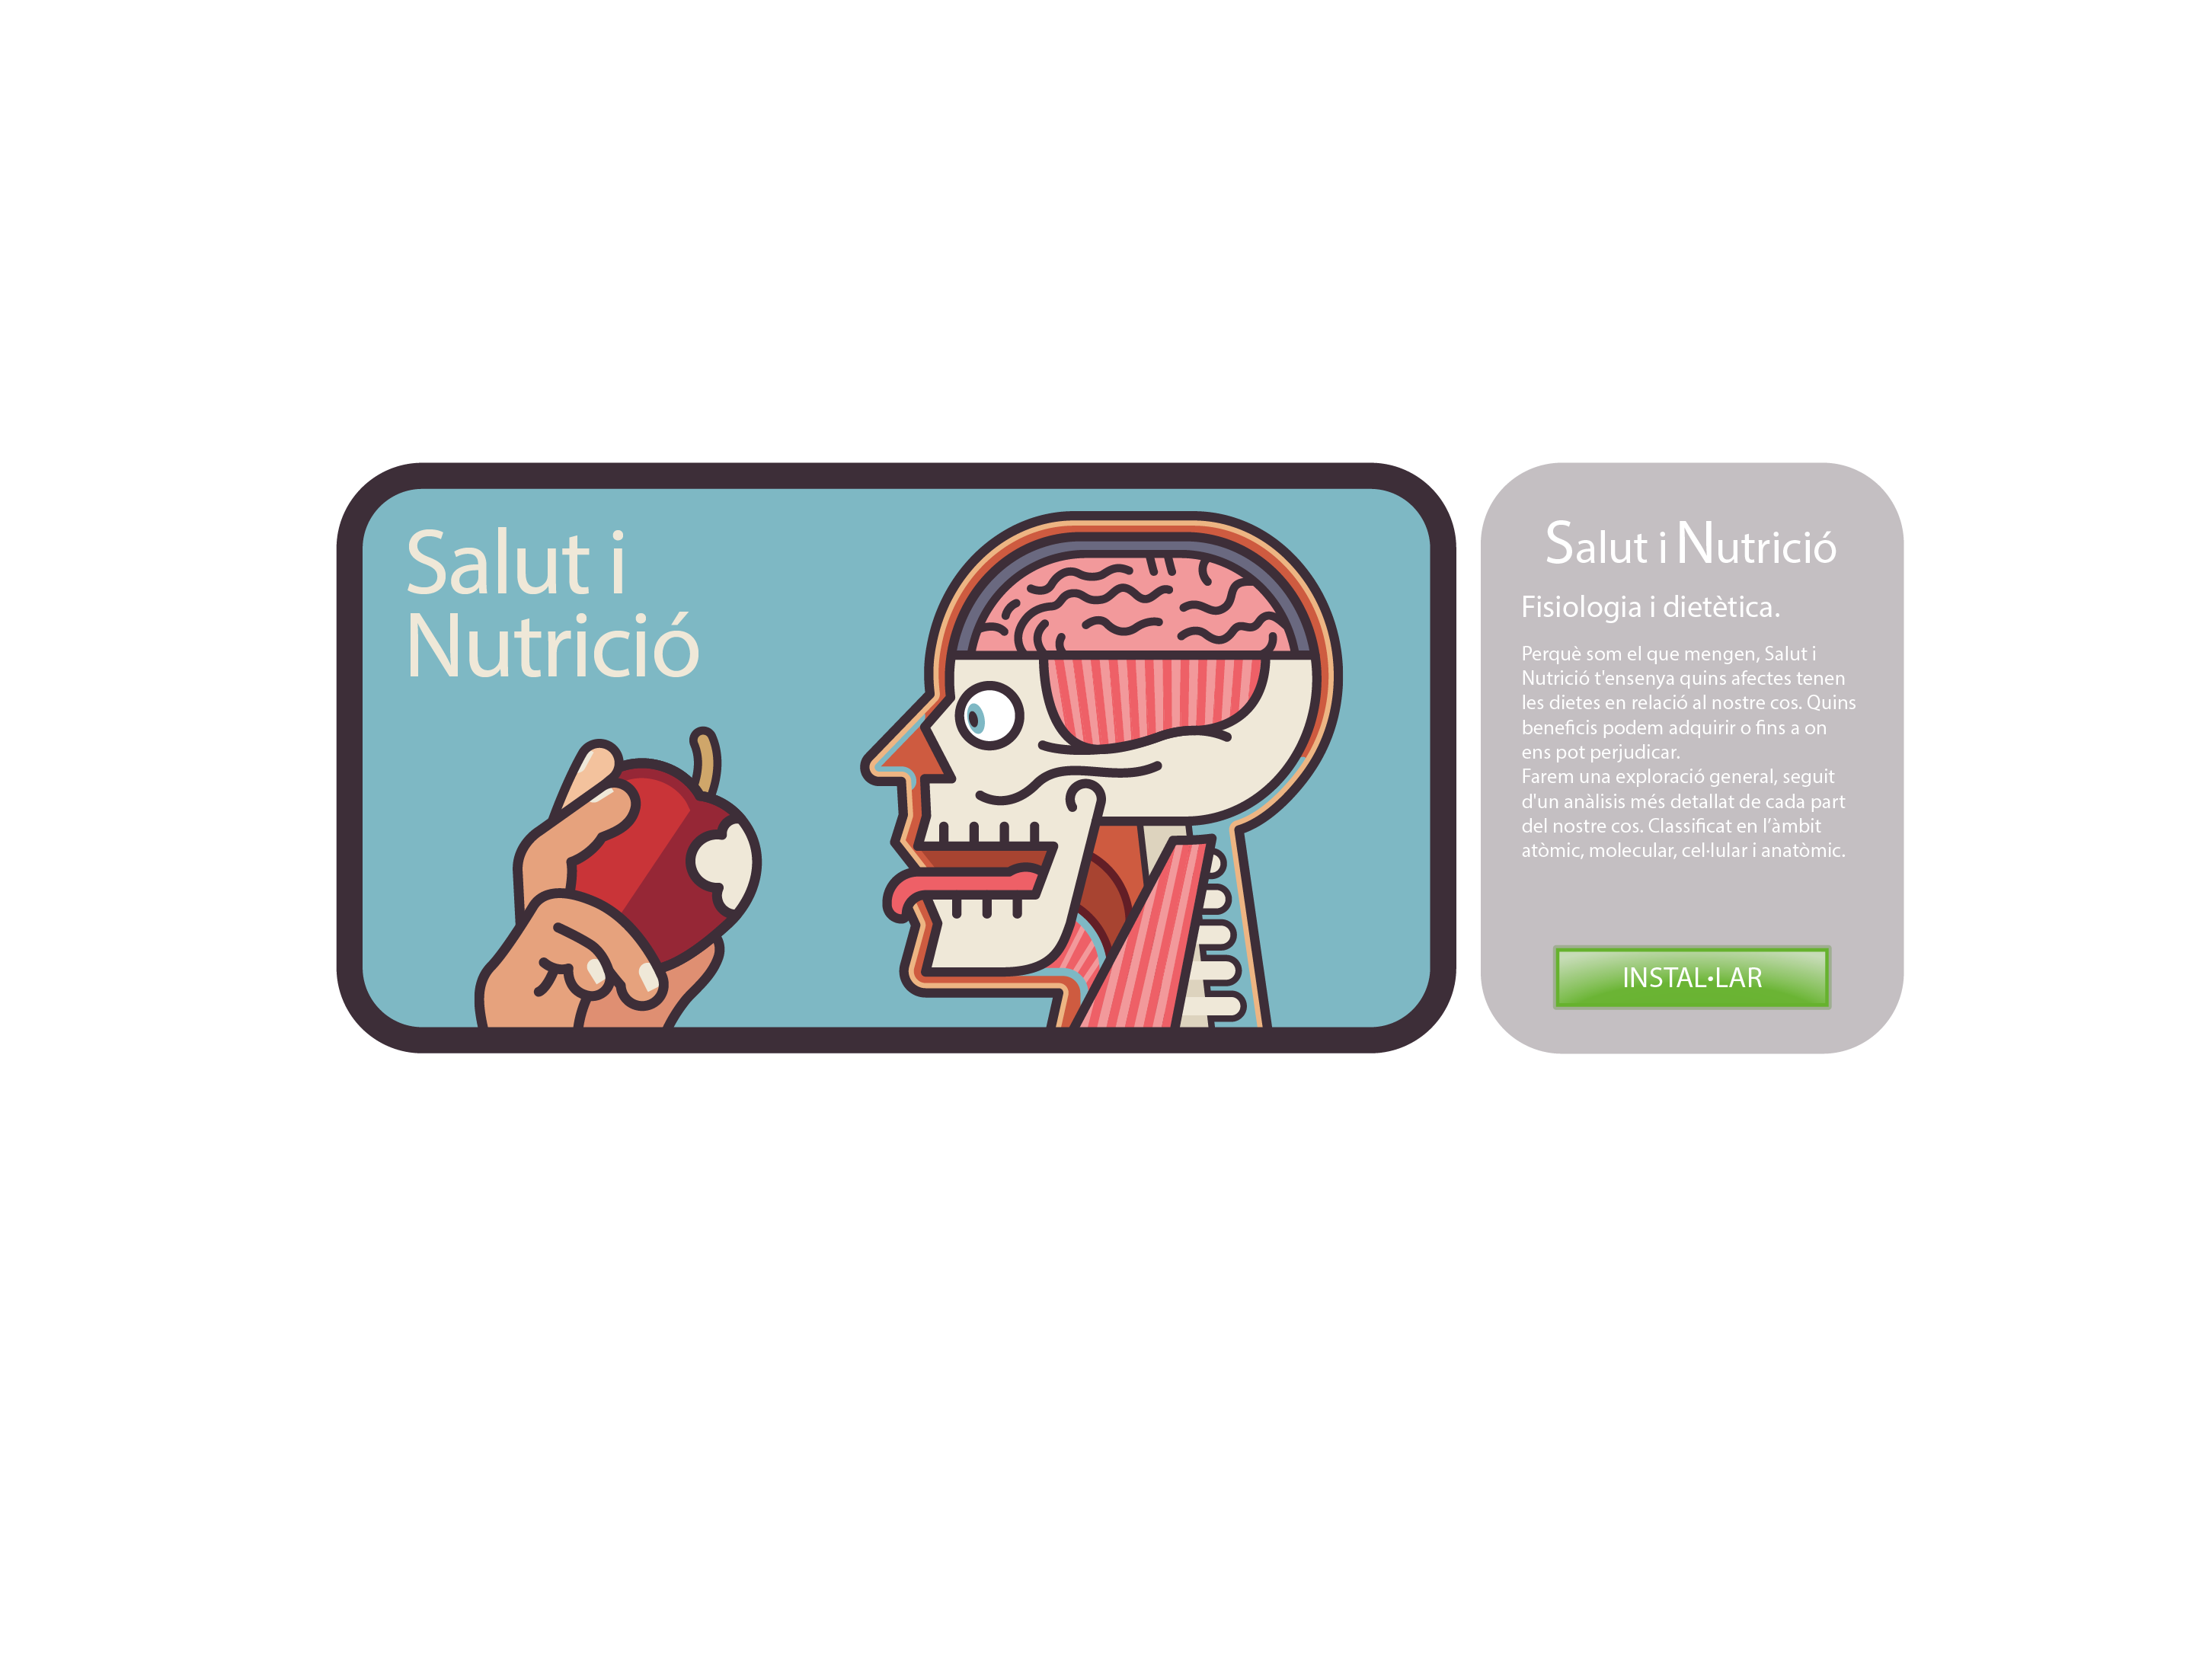 Salut i
Nutrició
Salut i Nutrició
Fisiologia i dietètica.
Perquè som el que mengen, Salut i
Nutrició t'ensenya quins afectes tenen
les dietes en relació al nostre cos. Quins
beneficis podem adquirir o fins a on
ens pot perjudicar.
Farem una exploració general, seguit
d'un anàlisis més detallat de cada part
del nostre cos. Classificat en l’àmbit
atòmic, molecular, cel·lular i anatòmic.
INSTAL·LAR